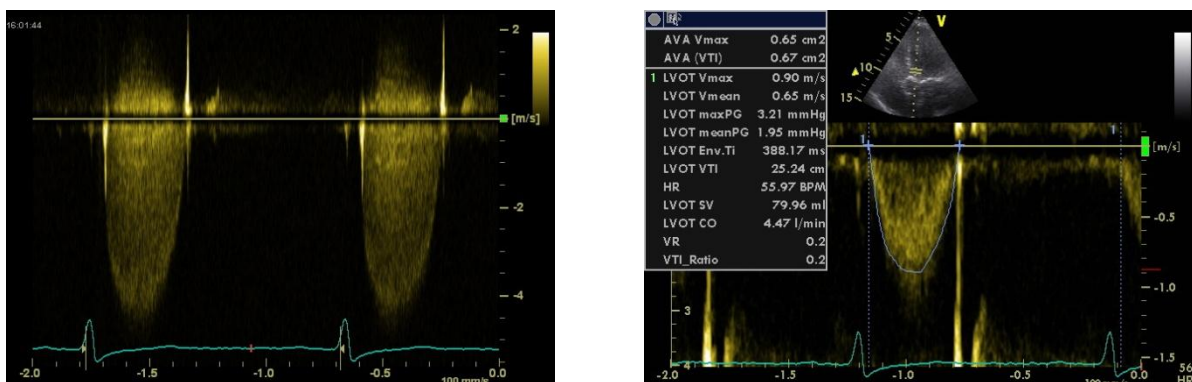 16:01:44
2
[m/s]
-2
-4
-2.0
-1.5
-1.0
-0.5
0.0
100 mm/s
AVA Vmax 0.65 cm2
AVA (VTI) 0.67 cm2
1 LVOT Vmax 0.90 m/s
LVOT Vmean 0.65 m/s
LVOT maxPG 3.21 mmHg
LVOT meanPG 1.95 mmHg
LVOT Env.Ti 388.17 ms
LVOT VTI 25.24 cm
HR 55.97 BPM
LVOT SV 79.96 ml
LVOT CO 4.47 l/min
VR 0.2
VTI_Ratio 0.2
V
5
10
15
1
1
[m/s]
-0.5
-1.0
-1.5
3
4
-2.0
-1.5
-1.0
-0.5
0.0
56
HR